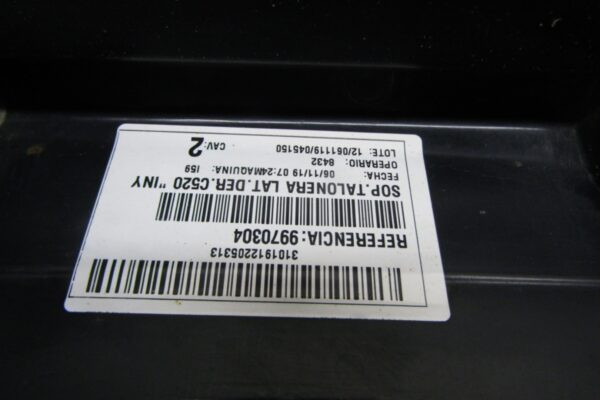 3101912205313
REFERENCIA: 9970304
SOP.TALONERA LAT.DER.C520 "INY
FECHA: 06/11/19 07:24MAQUINA: I59
OPERARIO: 8432
LOTE: 12/061119/045150
CAV: 2